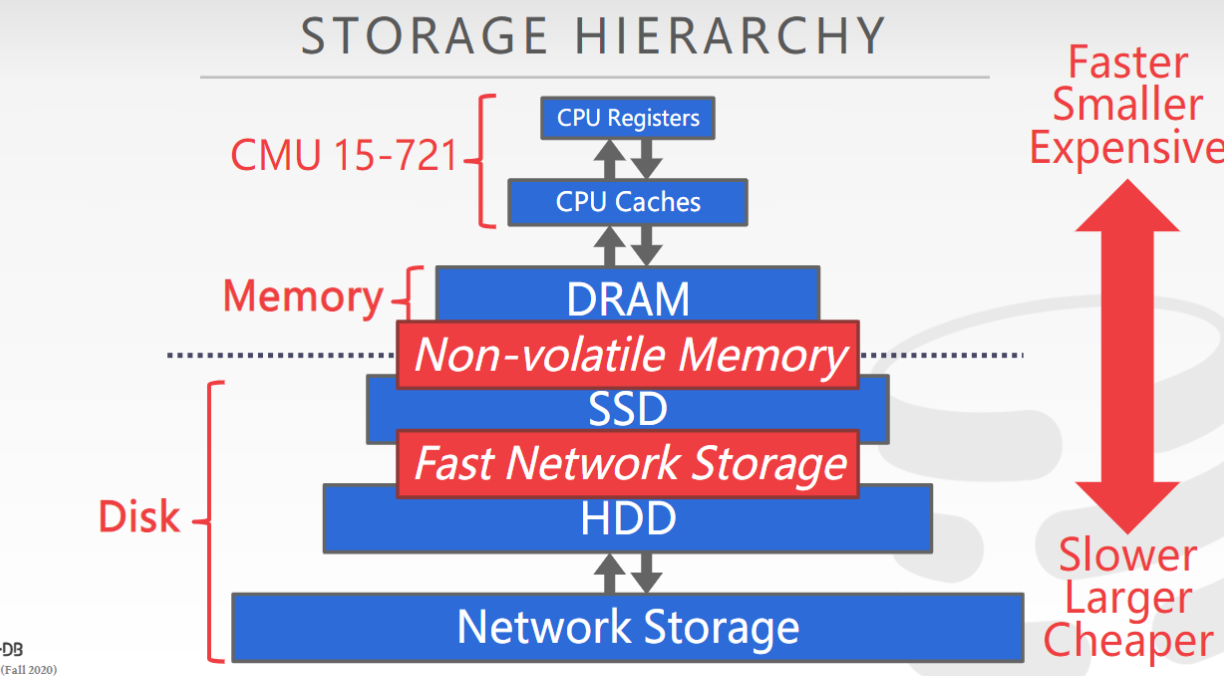 STORAGE HIERARCHY
Faster
Smaller
Expensive
CPU Registers
CMU 15-721
CPU Caches
Memory
DRAM
Non-volatile Memory
SSD
Fast Network Storage
Disk
HDD
Network Storage
Slower
Larger
Cheaper
-DB
(Fall 2020)